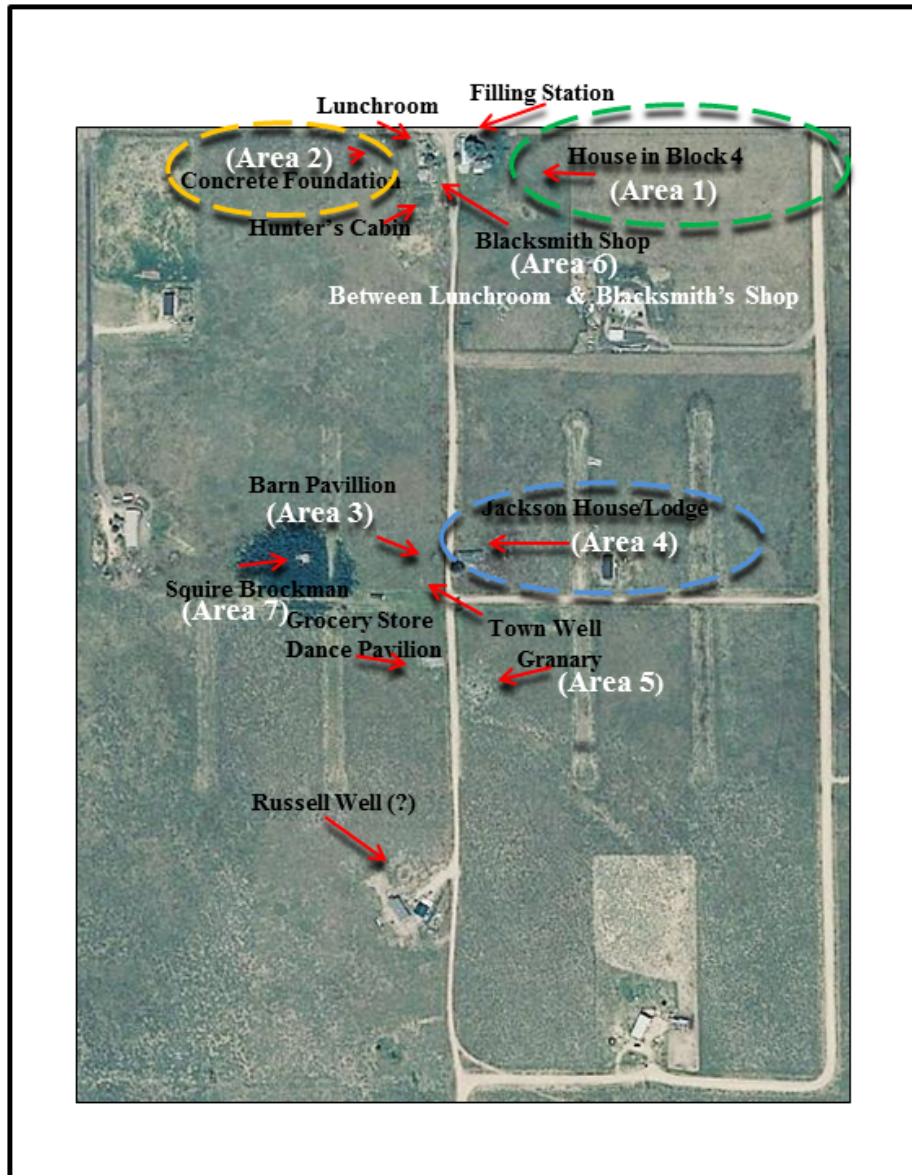 Lunchroom
Filling Station
(Area 2)
Concrete Foundation
House in Block 4
(Area 1)
Hunter's Cabin
Blacksmith Shop
(Area 6)
Between Lunchroom & Blacksmith's Shop
Barn Pavillion
(Area 3)
Jackson House/Lodge
(Area 4)
Squire Brockman
(Area 7)
Grocery Store
Dance Pavilion
Town Well
Granary
(Area 5)
Russell Well (?)